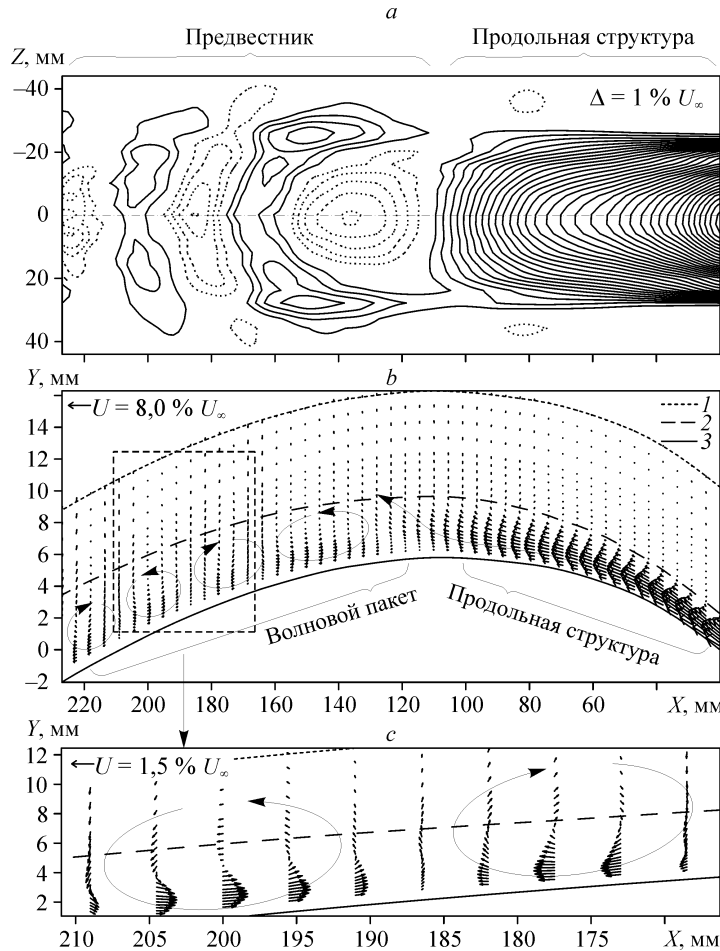 a
Предвестник
Продольная структура
Z, мм
–40
–20
0
20
40
Δ = 1 % U∞
Y, мм
b
← U = 8,0 % U∞
1
2
3
14
12
10
8
6
4
2
0
–2
Волновой пакет
Продольная структура
220 200 180 160 140 120 100 80 60 X, мм
Y, мм
c
← U = 1,5 % U∞
12
10
8
6
4
2
210 205 200 195 190 185 180 175 X, мм